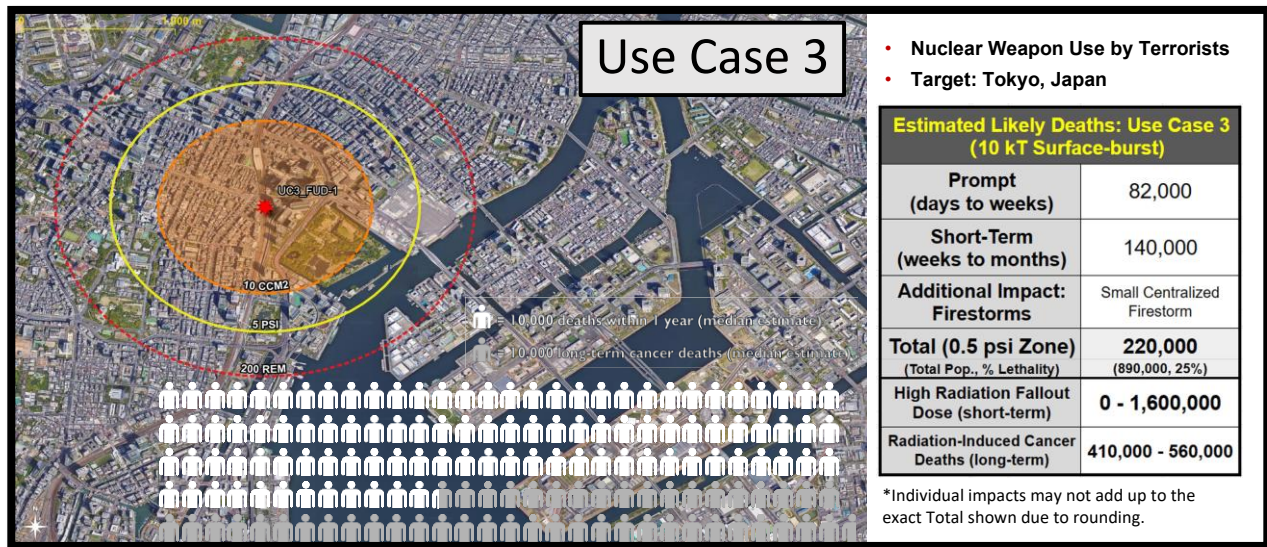 1,000 m
Use Case 3
UC3_FUD-1
10 CCM2
5 PSI
200 REM
= 10,000 deaths within 1 year (median estimate)
= 10,000 long-term cancer deaths (median estimate)
• Nuclear Weapon Use by Terrorists
• Target: Tokyo, Japan
Estimated Likely Deaths: Use Case 3
(10 kT Surface-burst)
Prompt
(days to weeks)
82,000
Short-Term
(weeks to months)
140,000
Additional Impact:
Firestorms
Small Centralized
Firestorm
Total (0.5 psi Zone)
(Total Pop., % Lethality)
220,000
(890,000, 25%)
High Radiation Fallout
Dose (short-term)
0 - 1,600,000
Radiation-Induced Cancer
Deaths (long-term)
410,000 - 560,000
*Individual impacts may not add up to the
exact Total shown due to rounding.